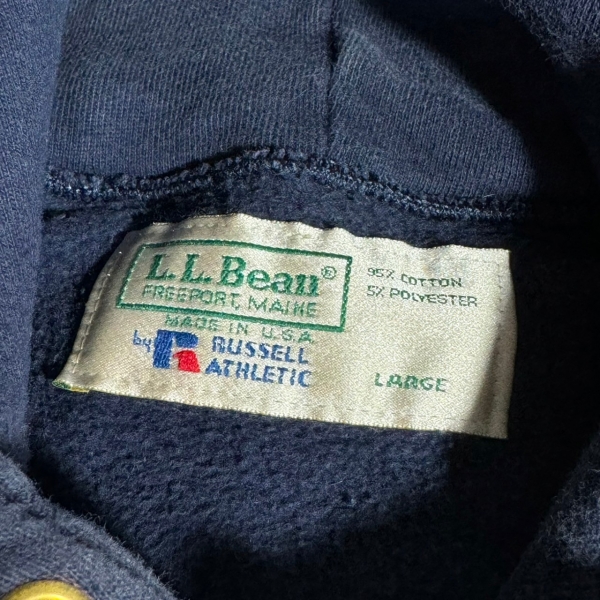 L.L.Bean®
FREEPORT, MAINE
MADE IN U.S.A.
by RUSSELL
ATHLETIC
95% COTTON
5% POLYESTER
LARGE